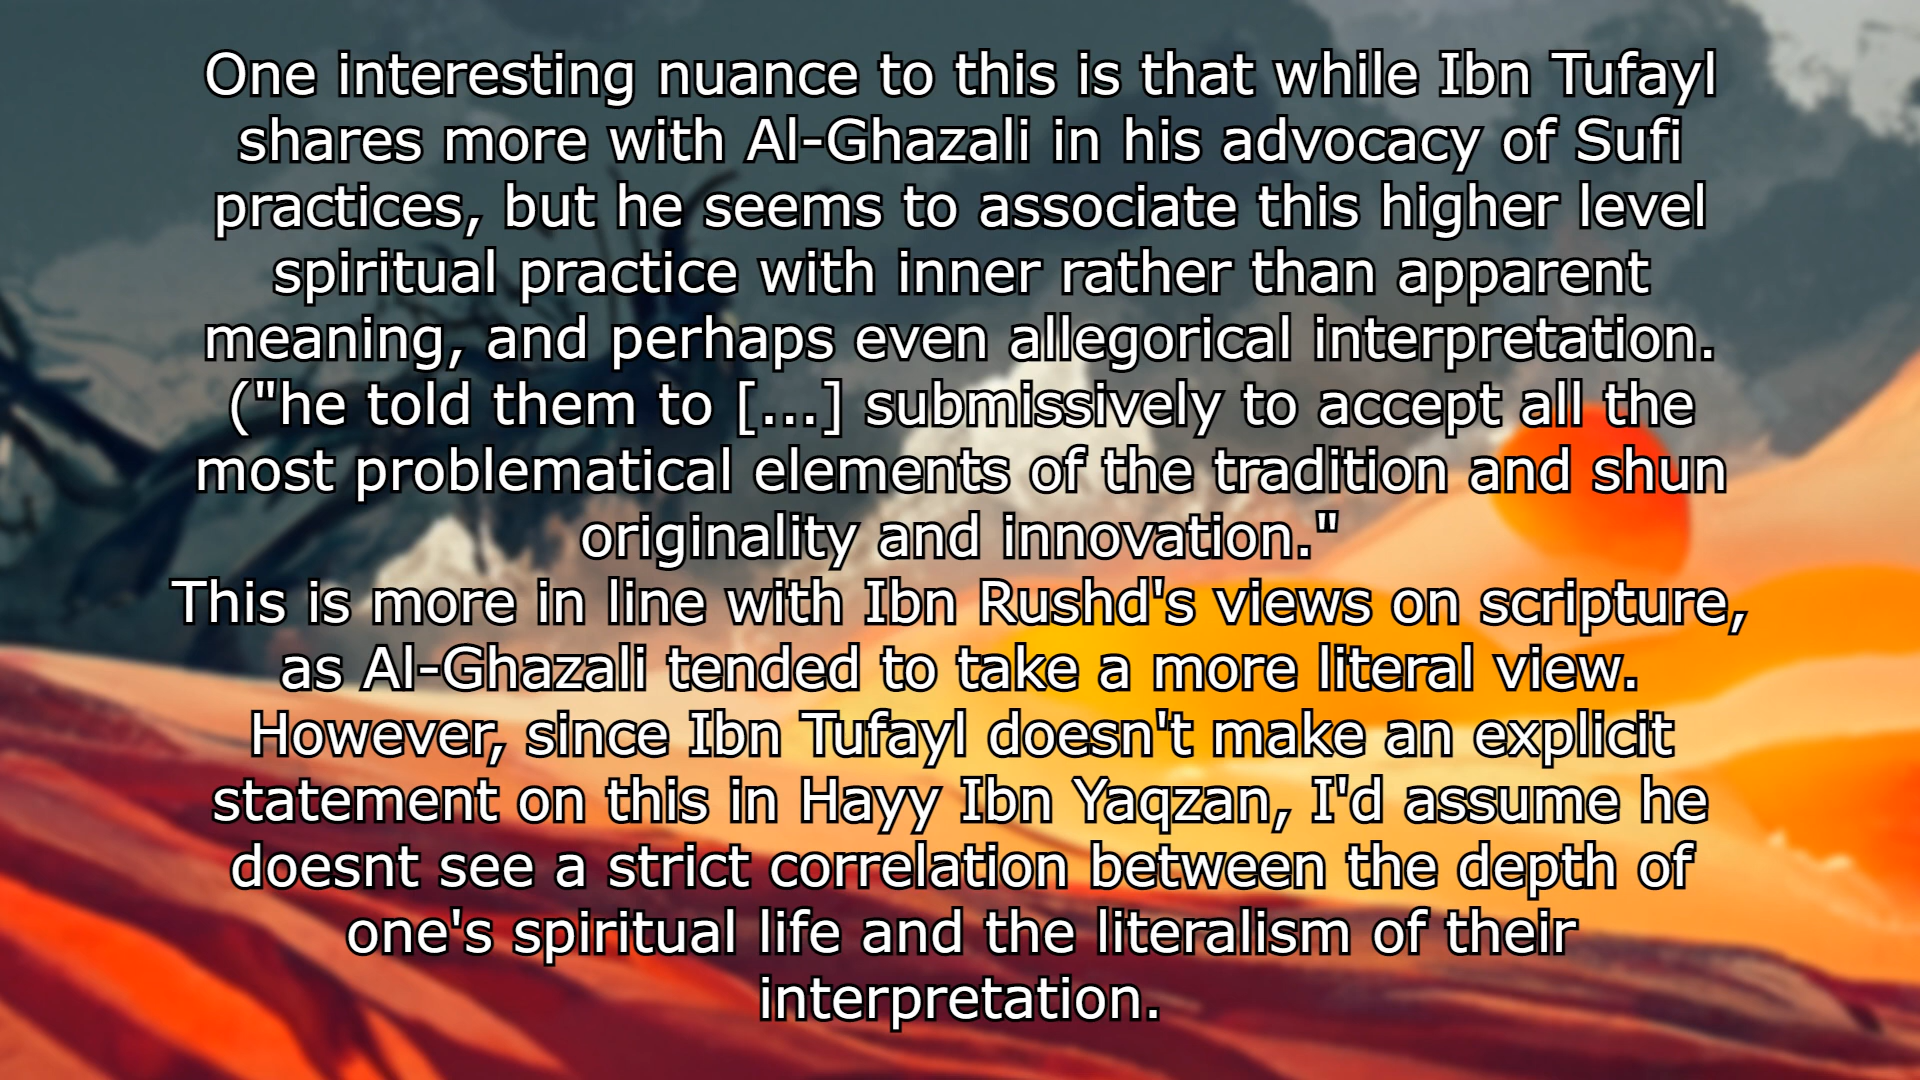 One interesting nuance to this is that while Ibn Tufayl
shares more with Al-Ghazali in his advocacy of Sufi
practices, but he seems to associate this higher level
spiritual practice with inner rather than apparent
meaning, and perhaps even allegorical interpretation.
("he told them to [...] submissively to accept all the
most problematical elements of the tradition and shun
originality and innovation."
This is more in line with Ibn Rushd's views on scripture,
as Al-Ghazali tended to take a more literal view.
However, since Ibn Tufayl doesn't make an explicit
statement on this in Hayy Ibn Yaqzan, I'd assume he
doesnt see a strict correlation between the depth of
one's spiritual life and the literalism of their
interpretation.